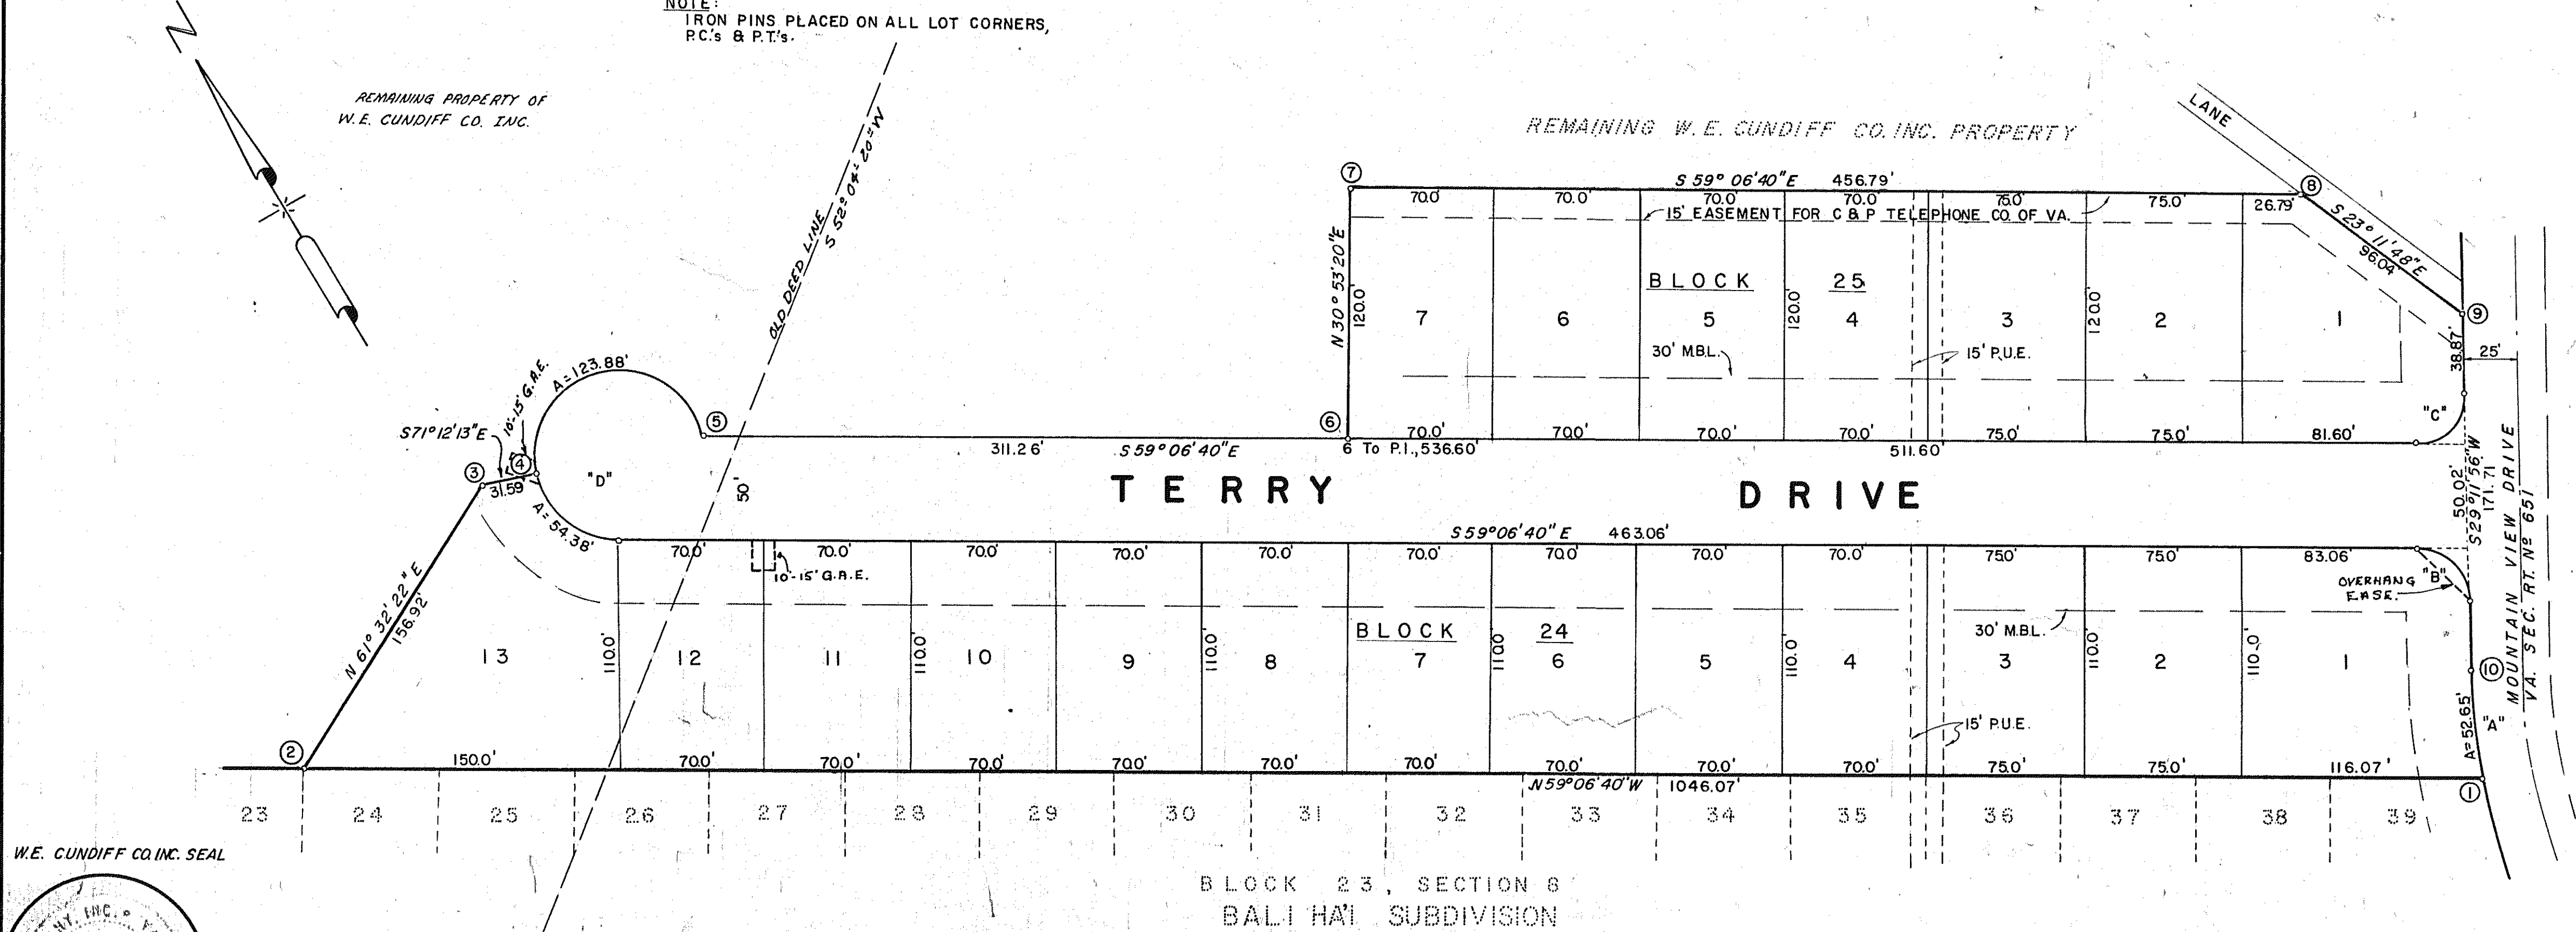 NOTE:
IRON PINS PLACED ON ALL LOT CORNERS,
P.C.'s & P.T.'s.
N
REMAINING PROPERTY OF
W.E. CUNDIFF CO. INC.
OLD DEED LINE
S 52° 04' 20" W
REMAINING W.E. CUNDIFF CO. INC. PROPERTY
LANE
7
S 59° 06' 40" E 456.79'
8
70.0' 70.0' 70.0' 70.0' 75.0' 75.0' 26.79'
15' EASEMENT FOR C & P TELEPHONE CO. OF VA.
S 23° 11' 48" E
96.04'
N 30° 53' 20" E
120.0'
BLOCK 25
120.0'
120.0'
7 6 5 4 3 2 1
9
38.87'
25'
30' M.B.L.
15' P.U.E.
"C"
A = 123.88'
10'-15' G.A.E.
S 71° 12' 13" E
5
6
70.0' 70.0' 70.0' 70.0' 75.0' 75.0' 81.60'
311.26' S 59° 06' 40" E
6 To P.I., 536.60'
511.60'
3
4
31.59'
"D"
50'
A = 54.38'
TERRY DRIVE
50.02'
S 29° 11' 56" W
171.71
MOUNTAIN VIEW DRIVE
VA. SEC. RT. Nº 651
S 59° 06' 40" E 463.06'
70.0' 70.0' 70.0' 70.0' 70.0' 70.0' 70.0' 70.0' 75.0' 75.0' 83.06'
10'-15' G.A.E.
OVERHANG
EASE.
"B"
N 61° 32' 22" E
156.92'
BLOCK 24
30' M.B.L.
110.0' 110.0' 110.0' 110.0' 110.0' 110.0' 110.0'
13 12 11 10 9 8 7 6 5 4 3 2 1
10
A = 52.65'
"A"
15' P.U.E.
2
150.0' 70.0' 70.0' 70.0' 70.0' 70.0' 70.0' 70.0' 70.0' 70.0' 75.0' 75.0' 116.07'
N 59° 06' 40" W 1046.07'
1
23 24 25 26 27 28 29 30 31 32 33 34 35 36 37 38 39
W.E. CUNDIFF CO. INC. SEAL
BLOCK 23, SECTION 8
BALI HA'I SUBDIVISION
INC.